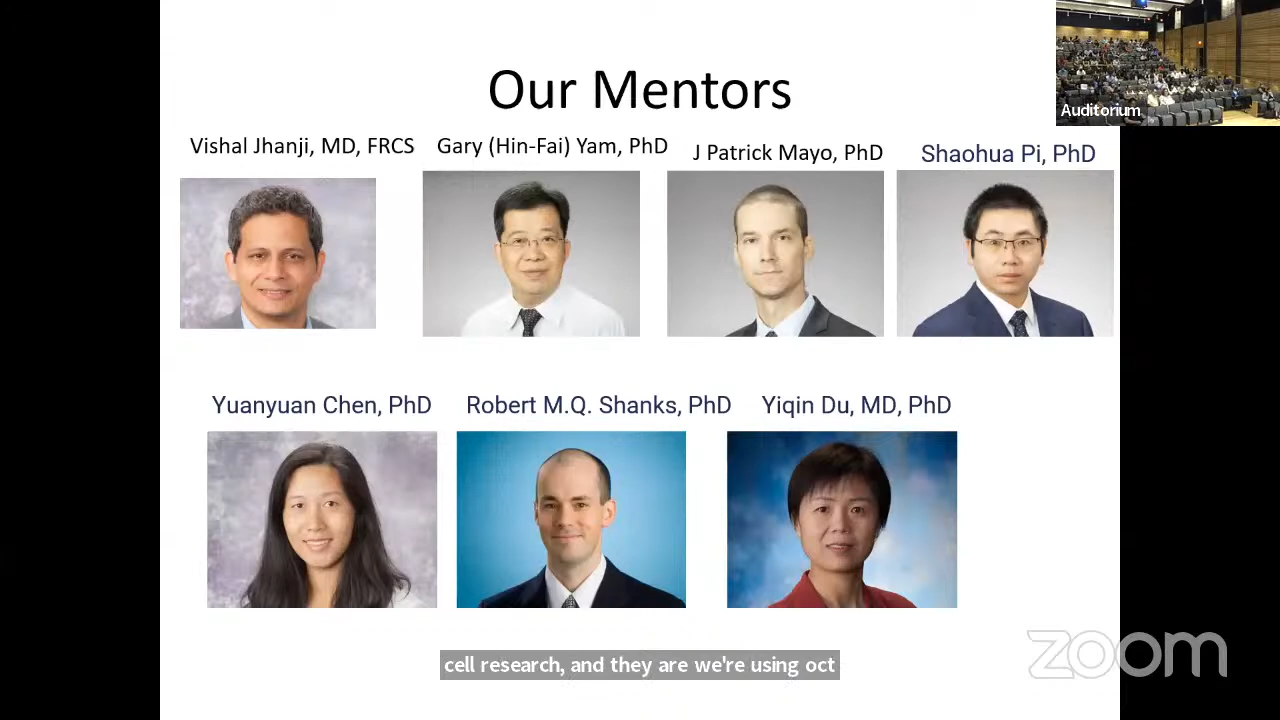 Our Mentors
Auditorium
Vishal Jhanji, MD, FRCS
Gary (Hin-Fai) Yam, PhD
J Patrick Mayo, PhD
Shaohua Pi, PhD
Yuanyuan Chen, PhD
Robert M.Q. Shanks, PhD
Yiqin Du, MD, PhD
cell research, and they are we're using oct
zoom